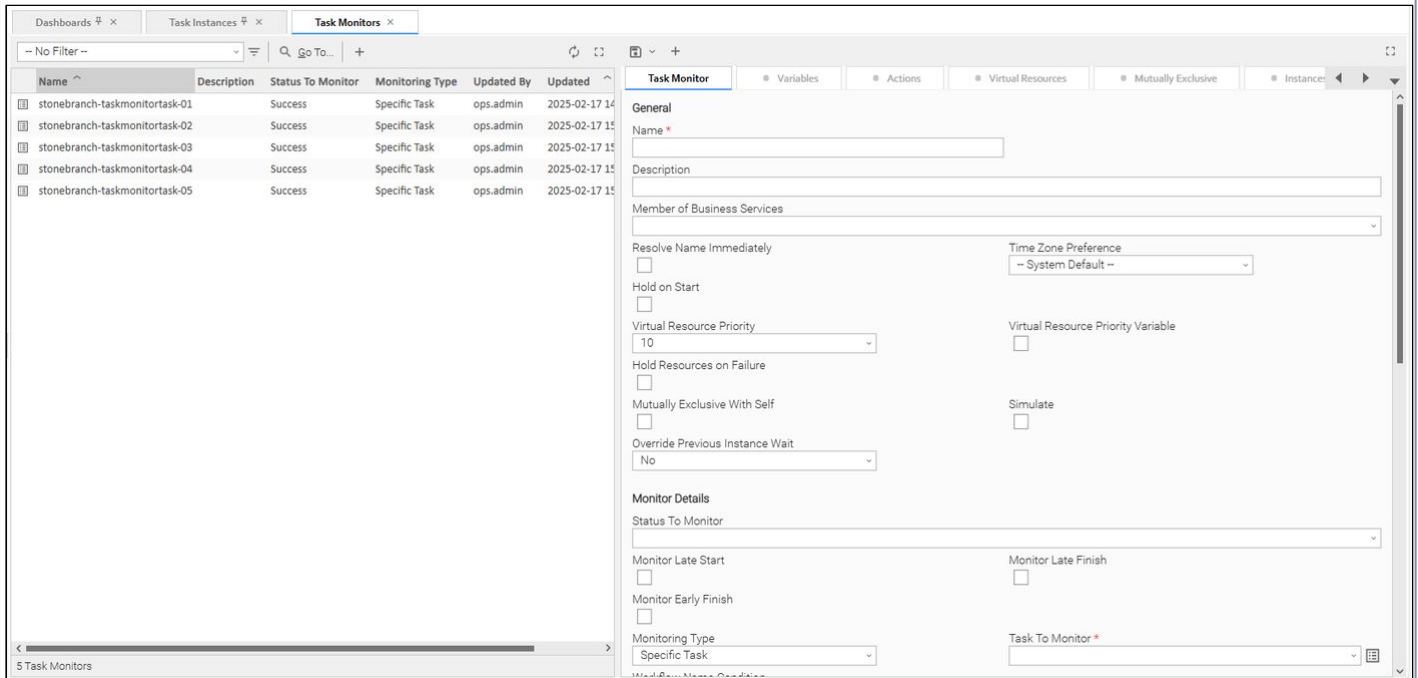 Dashboards
Task Instances
Task Monitors
-- No Filter --
Go To...
Name Description Status To Monitor Monitoring Type Updated By Updated
stonebranch-taskmonitortask-01 Success Specific Task ops.admin 2025-02-17 14
stonebranch-taskmonitortask-02 Success Specific Task ops.admin 2025-02-17 15
stonebranch-taskmonitortask-03 Success Specific Task ops.admin 2025-02-17 15
stonebranch-taskmonitortask-04 Success Specific Task ops.admin 2025-02-17 15
stonebranch-taskmonitortask-05 Success Specific Task ops.admin 2025-02-17 15
5 Task Monitors
Task Monitor Variables Actions Virtual Resources Mutually Exclusive Instances
General
Name *
Description
Member of Business Services
Resolve Name Immediately Time Zone Preference
-- System Default --
Hold on Start
Virtual Resource Priority Virtual Resource Priority Variable
10
Hold Resources on Failure
Mutually Exclusive With Self Simulate
Override Previous Instance Wait
No
Monitor Details
Status To Monitor
Monitor Late Start Monitor Late Finish
Monitor Early Finish
Monitoring Type Task To Monitor *
Specific Task
Workflow Name Condition